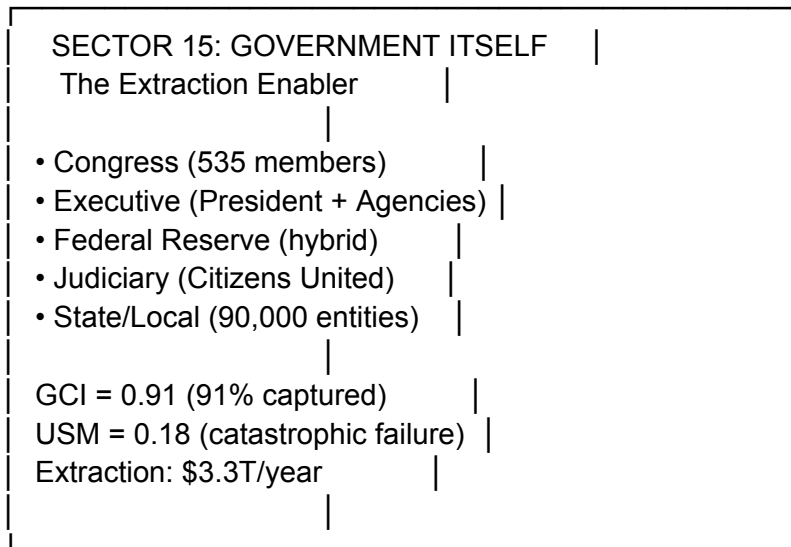 SECTOR 15: GOVERNMENT ITSELF
The Extraction Enabler
• Congress (535 members)
• Executive (President + Agencies)
• Federal Reserve (hybrid)
• Judiciary (Citizens United)
• State/Local (90,000 entities)
GCI = 0.91 (91% captured)
USM = 0.18 (catastrophic failure)
Extraction: $3.3T/year